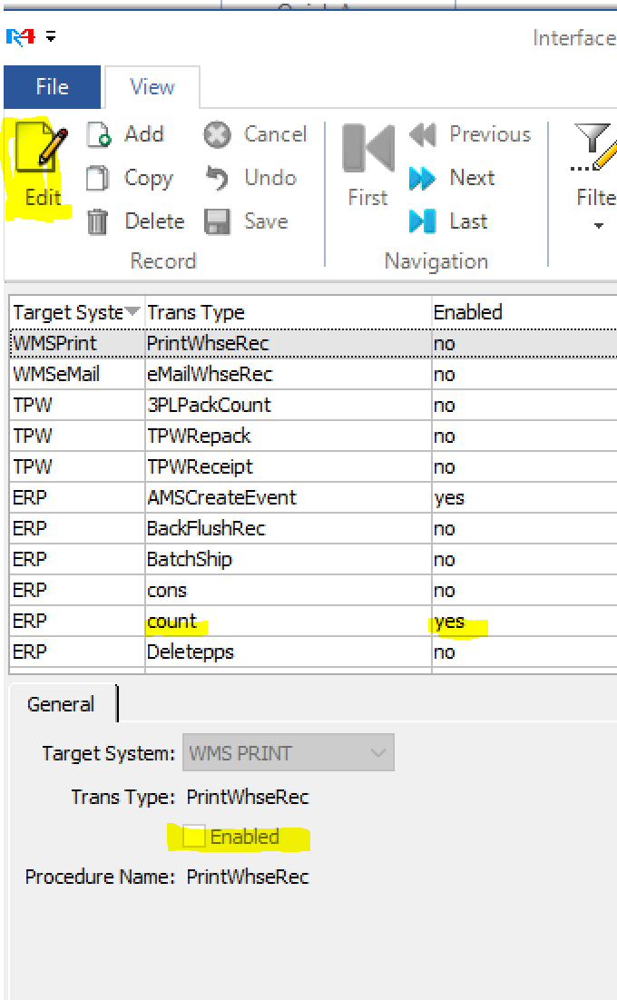 R4
Interface
File View
Edit Add Cancel First Previous Filte
Copy Undo Next
Delete Save Last
Record Navigation
Target Syste Trans Type Enabled
WMSPrint PrintWhseRec no
WMSeMail eMailWhseRec no
TPW 3PLPackCount no
TPW TPWRepack no
TPW TPWReceipt no
ERP AMSCreateEvent yes
ERP BackFlushRec no
ERP BatchShip no
ERP cons no
ERP count yes
ERP Deletepps no
General
Target System: WMS PRINT
Trans Type: PrintWhseRec
Enabled
Procedure Name: PrintWhseRec